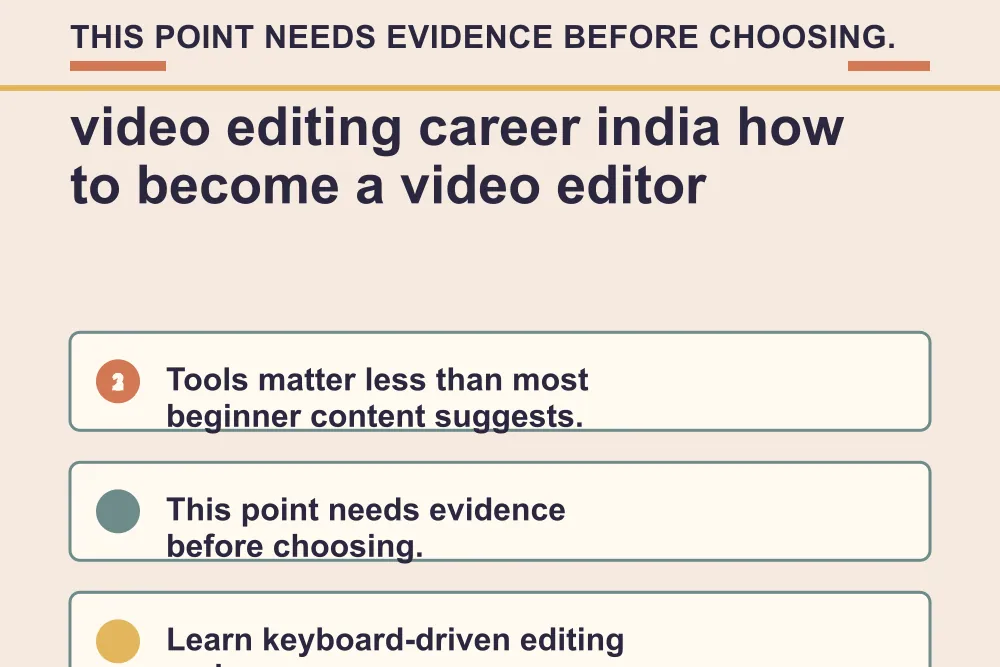 THIS POINT NEEDS EVIDENCE BEFORE CHOOSING.
video editing career india how
to become a video editor
Tools matter less than most
beginner content suggests.
This point needs evidence
before choosing.
Learn keyboard-driven editing